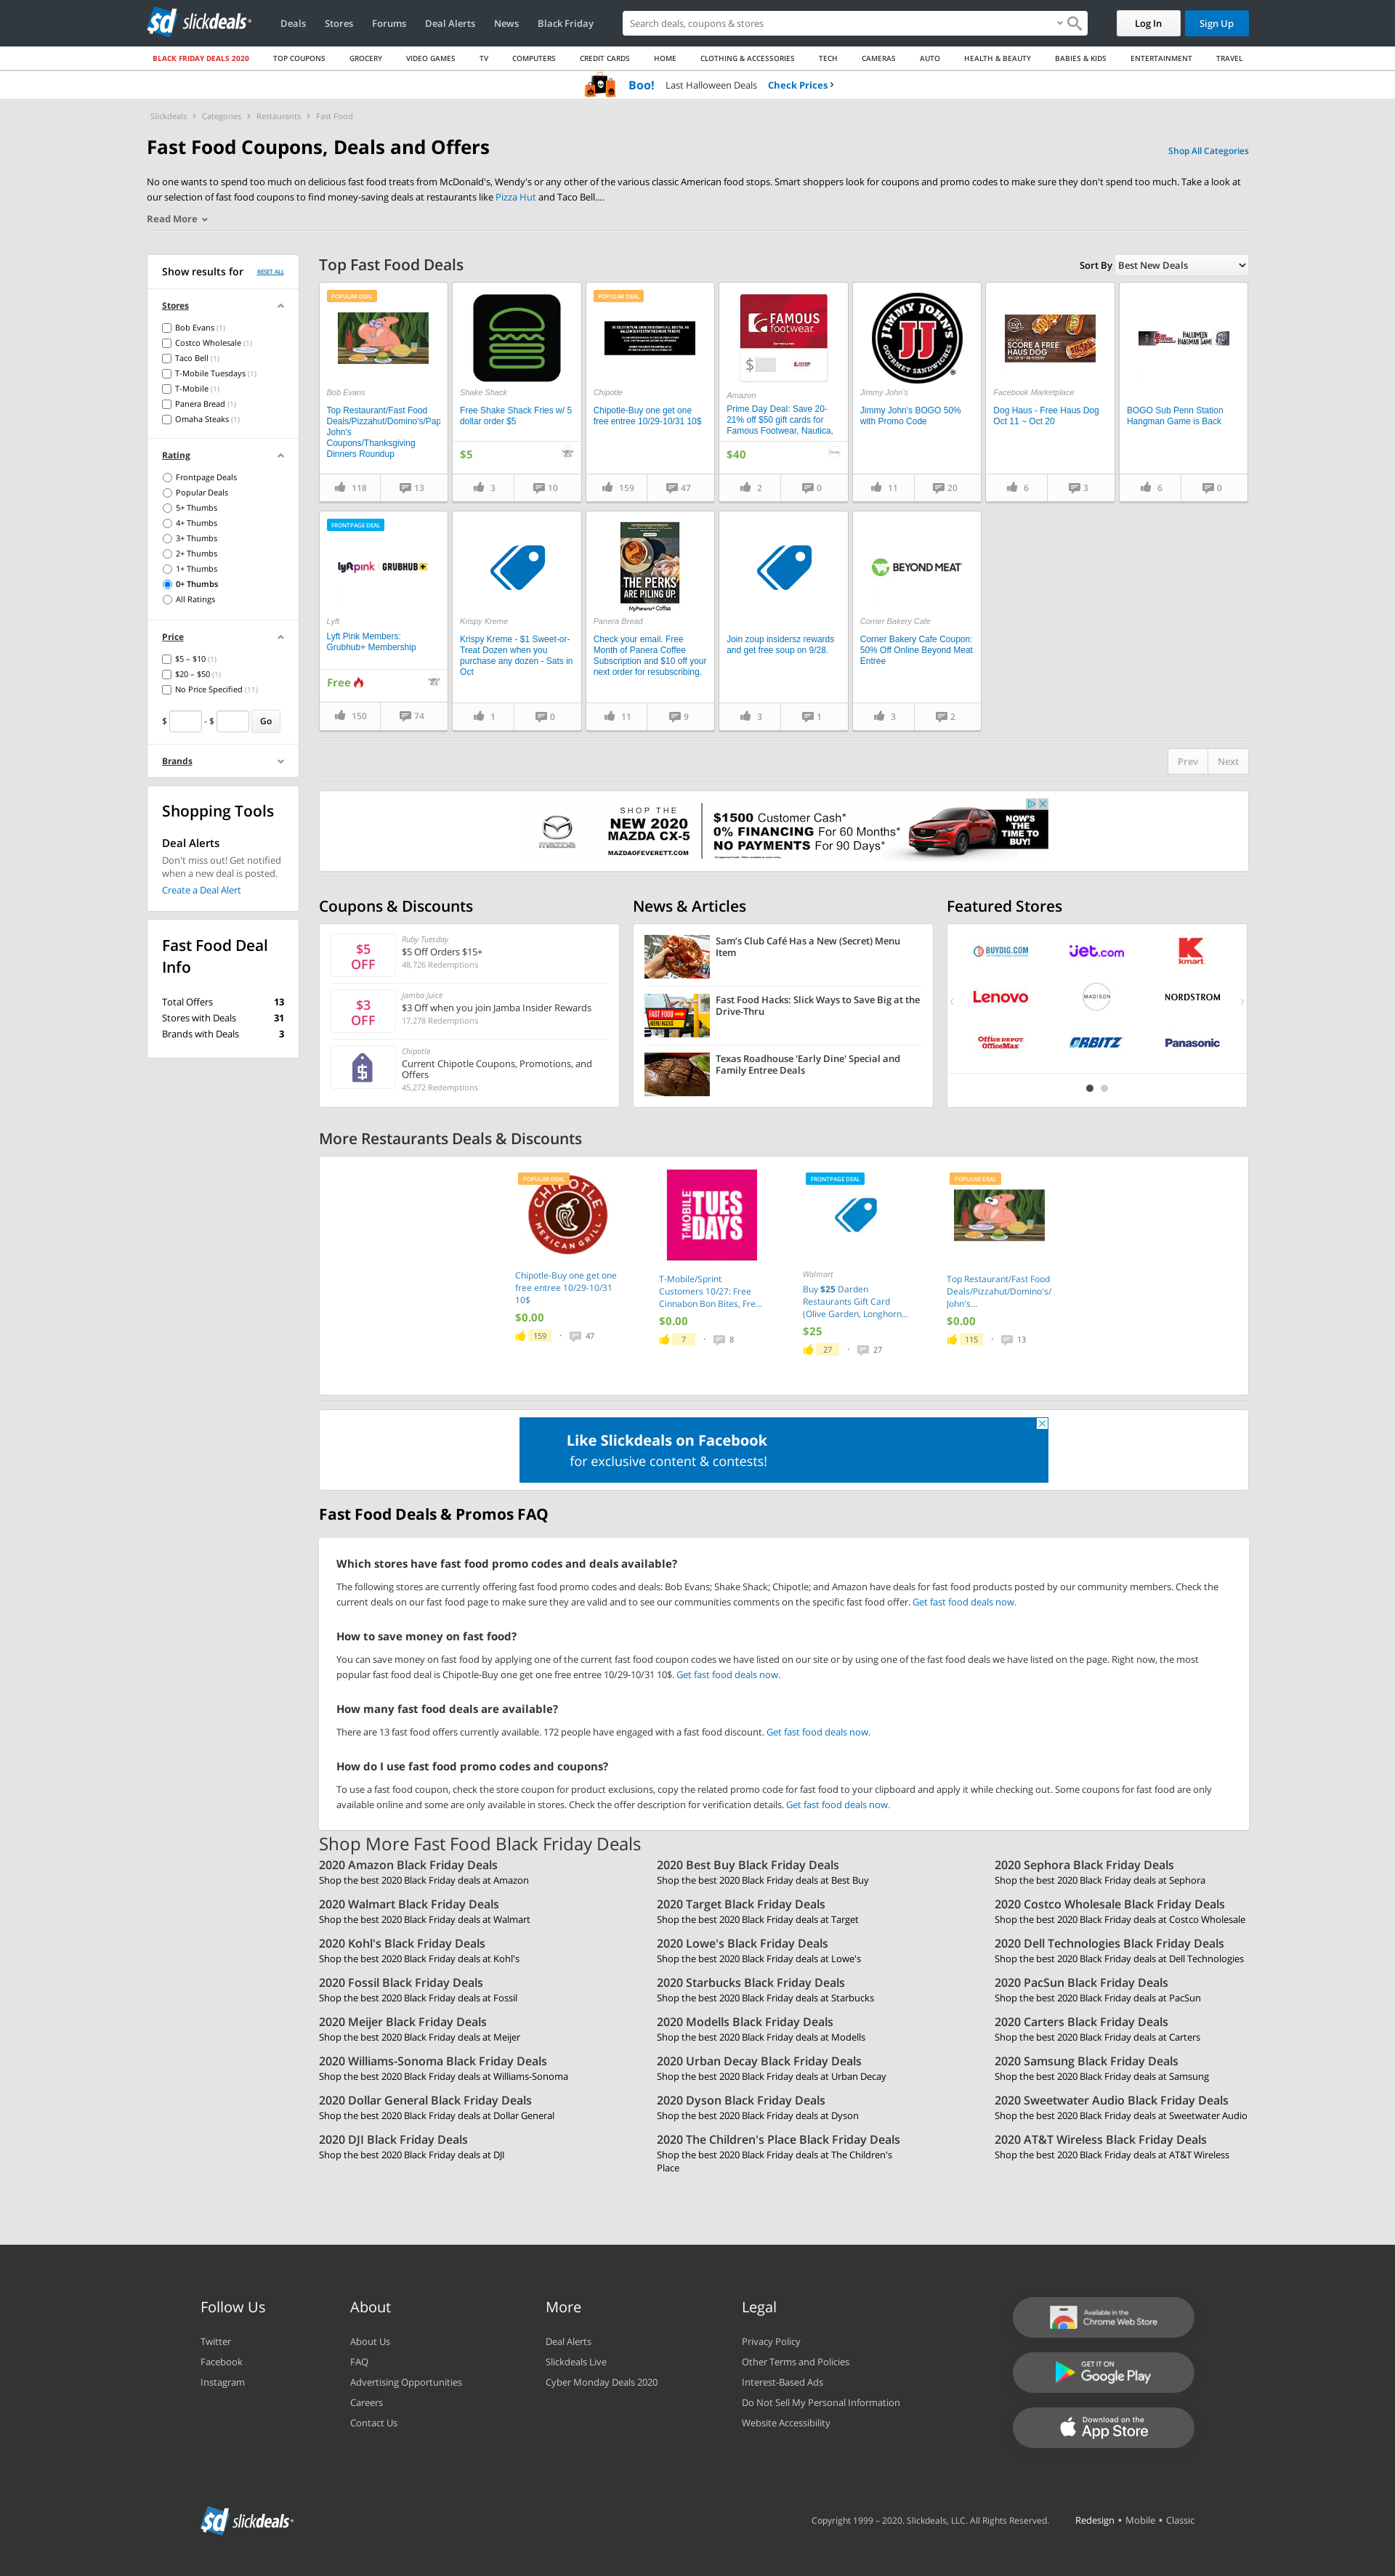 slickdeals
Deals Stores Forums Deal Alerts News Black Friday
Search deals, coupons & stores
Log In Sign Up
BLACK FRIDAY DEALS 2020 TOP COUPONS GROCERY VIDEO GAMES TV COMPUTERS CREDIT CARDS HOME CLOTHING & ACCESSORIES TECH CAMERAS AUTO HEALTH & BEAUTY BABIES & KIDS ENTERTAINMENT TRAVEL
Boo! Last Halloween Deals Check Prices
Slickdeals Categories Restaurants Fast Food
Fast Food Coupons, Deals and Offers
Shop All Categories
No one wants to spend too much on delicious fast food treats from McDonald's, Wendy's or any other of the various classic American food stops. Smart shoppers look for coupons and promo codes to make sure they don't spend too much. Take a look at
our selection of fast food coupons to find money-saving deals at restaurants like Pizza Hut and Taco Bell....
Read More
Show results for RESET ALL
Stores
Bob Evans (1)
Costco Wholesale (1)
Taco Bell (1)
T-Mobile Tuesdays (1)
T-Mobile (1)
Panera Bread (1)
Omaha Steaks (1)
Rating
Frontpage Deals
Popular Deals
5+ Thumbs
4+ Thumbs
3+ Thumbs
2+ Thumbs
1+ Thumbs
0+ Thumbs
All Ratings
Price
$5 – $10 (1)
$20 – $50 (1)
No Price Specified (11)
$ - $ Go
Brands
Shopping Tools
Deal Alerts
Don't miss out! Get notified
when a new deal is posted.
Create a Deal Alert
Fast Food Deal
Info
Total Offers 13
Stores with Deals 31
Brands with Deals 3
Top Fast Food Deals
Sort By Best New Deals
POPULAR DEAL
Bob Evans
Top Restaurant/Fast Food
Deals/Pizzahut/Domino's/Pap
John's
Coupons/Thanksgiving
Dinners Roundup
118 13
Shake Shack
Free Shake Shack Fries w/ 5
dollar order $5
$5
3 10
POPULAR DEAL
Chipotle
Chipotle-Buy one get one
free entree 10/29-10/31 10$
159 47
FAMOUS
footwear.
$
Amazon
Prime Day Deal: Save 20-
21% off $50 gift cards for
Famous Footwear, Nautica,
$40
2 0
JIMMY JOHN'S
JJ
GOURMET SANDWICHES
Jimmy John's
Jimmy John's BOGO 50%
with Promo Code
11 20
SCORE A FREE
HAUS DOG
Facebook Marketplace
Dog Haus - Free Haus Dog
Oct 11 ~ Oct 20
6 3
HALLOWEEN
HANGMAN GAME
BOGO Sub Penn Station
Hangman Game is Back
6 0
FRONTPAGE DEAL
lyft pink GRUBHUB+
Lyft
Lyft Pink Members:
Grubhub+ Membership
Free
150 74
Krispy Kreme
Krispy Kreme - $1 Sweet-or-
Treat Dozen when you
purchase any dozen - Sats in
Oct
1 0
THE PERKS
ARE PILING UP.
MyPanera+ Coffee
Panera Bread
Check your email. Free
Month of Panera Coffee
Subscription and $10 off your
next order for resubscribing.
11 9
Join zoup insidersz rewards
and get free soup on 9/28.
3 1
BEYOND MEAT
Corner Bakery Cafe
Corner Bakery Cafe Coupon:
50% Off Online Beyond Meat
Entree
3 2
Prev Next
mazda
SHOP THE
NEW 2020
MAZDA CX-5
MAZDAOFEVERETT.COM
$1500 Customer Cash*
0% FINANCING For 60 Months*
NO PAYMENTS For 90 Days*
NOW'S
THE TIME
TO BUY!
Coupons & Discounts
$5
OFF
Ruby Tuesday
$5 Off Orders $15+
48,726 Redemptions
$3
OFF
Jamba Juice
$3 Off when you join Jamba Insider Rewards
17,278 Redemptions
Chipotle
Current Chipotle Coupons, Promotions, and
Offers
45,272 Redemptions
News & Articles
Sam's Club Café Has a New (Secret) Menu
Item
FAST FOOD
MENU HACKS
Fast Food Hacks: Slick Ways to Save Big at the
Drive-Thru
Texas Roadhouse 'Early Dine' Special and
Family Entree Deals
Featured Stores
BUYDIG.COM jet.com kmart
Lenovo MADISON NORDSTROM
Office DEPOT
OfficeMax
ORBITZ Panasonic
More Restaurants Deals & Discounts
POPULAR DEAL
CHIPOTLE
MEXICAN GRILL
Chipotle-Buy one get one
free entree 10/29-10/31
10$
$0.00
159 · 47
T-MOBILE
TUES
DAYS
T-Mobile/Sprint
Customers 10/27: Free
Cinnabon Bon Bites, Fre...
$0.00
7 · 8
FRONTPAGE DEAL
Walmart
Buy $25 Darden
Restaurants Gift Card
(Olive Garden, Longhorn...
$25
27 · 27
POPULAR DEAL
Top Restaurant/Fast Food
Deals/Pizzahut/Domino's/
John's...
$0.00
115 · 13
Like Slickdeals on Facebook
for exclusive content & contests!
Fast Food Deals & Promos FAQ
Which stores have fast food promo codes and deals available?
The following stores are currently offering fast food promo codes and deals: Bob Evans; Shake Shack; Chipotle; and Amazon have deals for fast food products posted by our community members. Check the
current deals on our fast food page to make sure they are valid and to see our communities comments on the specific fast food offer. Get fast food deals now.
How to save money on fast food?
You can save money on fast food by applying one of the current fast food coupon codes we have listed on our site or by using one of the fast food deals we have listed on the page. Right now, the most
popular fast food deal is Chipotle-Buy one get one free entree 10/29-10/31 10$. Get fast food deals now.
How many fast food deals are available?
There are 13 fast food offers currently available. 172 people have engaged with a fast food discount. Get fast food deals now.
How do I use fast food promo codes and coupons?
To use a fast food coupon, check the store coupon for product exclusions, copy the related promo code for fast food to your clipboard and apply it while checking out. Some coupons for fast food are only
available online and some are only available in stores. Check the offer description for verification details. Get fast food deals now.
Shop More Fast Food Black Friday Deals
2020 Amazon Black Friday Deals
Shop the best 2020 Black Friday deals at Amazon
2020 Best Buy Black Friday Deals
Shop the best 2020 Black Friday deals at Best Buy
2020 Sephora Black Friday Deals
Shop the best 2020 Black Friday deals at Sephora
2020 Walmart Black Friday Deals
Shop the best 2020 Black Friday deals at Walmart
2020 Target Black Friday Deals
Shop the best 2020 Black Friday deals at Target
2020 Costco Wholesale Black Friday Deals
Shop the best 2020 Black Friday deals at Costco Wholesale
2020 Kohl's Black Friday Deals
Shop the best 2020 Black Friday deals at Kohl's
2020 Lowe's Black Friday Deals
Shop the best 2020 Black Friday deals at Lowe's
2020 Dell Technologies Black Friday Deals
Shop the best 2020 Black Friday deals at Dell Technologies
2020 Fossil Black Friday Deals
Shop the best 2020 Black Friday deals at Fossil
2020 Starbucks Black Friday Deals
Shop the best 2020 Black Friday deals at Starbucks
2020 PacSun Black Friday Deals
Shop the best 2020 Black Friday deals at PacSun
2020 Meijer Black Friday Deals
Shop the best 2020 Black Friday deals at Meijer
2020 Modells Black Friday Deals
Shop the best 2020 Black Friday deals at Modells
2020 Carters Black Friday Deals
Shop the best 2020 Black Friday deals at Carters
2020 Williams-Sonoma Black Friday Deals
Shop the best 2020 Black Friday deals at Williams-Sonoma
2020 Urban Decay Black Friday Deals
Shop the best 2020 Black Friday deals at Urban Decay
2020 Samsung Black Friday Deals
Shop the best 2020 Black Friday deals at Samsung
2020 Dollar General Black Friday Deals
Shop the best 2020 Black Friday deals at Dollar General
2020 Dyson Black Friday Deals
Shop the best 2020 Black Friday deals at Dyson
2020 Sweetwater Audio Black Friday Deals
Shop the best 2020 Black Friday deals at Sweetwater Audio
2020 DJI Black Friday Deals
Shop the best 2020 Black Friday deals at DJI
2020 The Children's Place Black Friday Deals
Shop the best 2020 Black Friday deals at The Children's
Place
2020 AT&T Wireless Black Friday Deals
Shop the best 2020 Black Friday deals at AT&T Wireless
Follow Us
Twitter
Facebook
Instagram
About
About Us
FAQ
Advertising Opportunities
Careers
Contact Us
More
Deal Alerts
Slickdeals Live
Cyber Monday Deals 2020
Legal
Privacy Policy
Other Terms and Policies
Interest-Based Ads
Do Not Sell My Personal Information
Website Accessibility
Available in the
Chrome Web Store
GET IT ON
Google Play
Download on the
App Store
slickdeals
Copyright 1999 – 2020. Slickdeals, LLC. All Rights Reserved. Redesign • Mobile • Classic